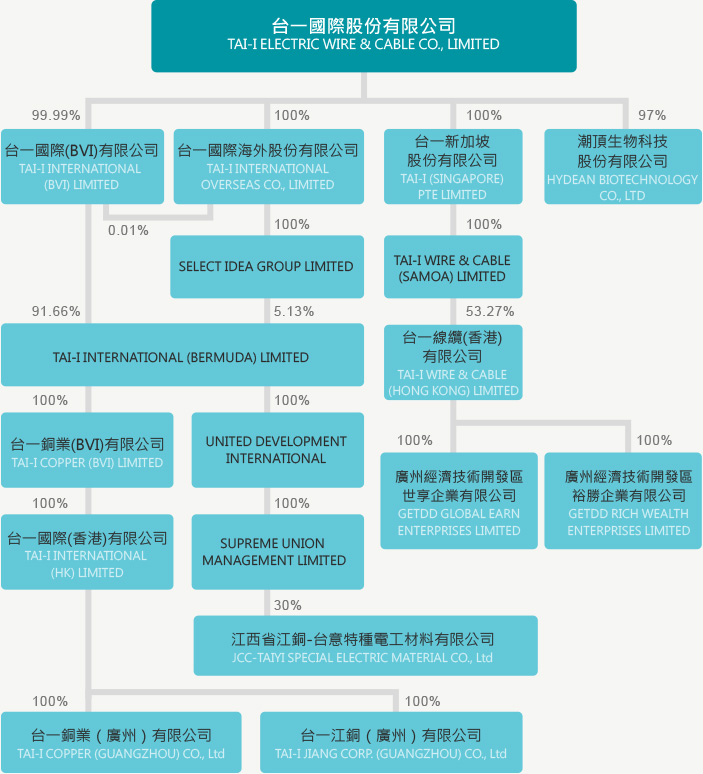 台一國際股份有限公司
TAI-I ELECTRIC WIRE & CABLE CO., LIMITED
99.99%
100%
100%
97%
台一國際(BVI)有限公司
TAI-I INTERNATIONAL
(BVI) LIMITED
台一國際海外股份有限公司
TAI-I INTERNATIONAL
OVERSEAS CO., LIMITED
台一新加坡
股份有限公司
TAI-I (SINGAPORE)
PTE LIMITED
潮頂生物科技
股份有限公司
HYDEAN BIOTECHNOLOGY
CO., LTD
0.01%
100%
100%
SELECT IDEA GROUP LIMITED
TAI-I WIRE & CABLE
(SAMOA) LIMITED
91.66%
5.13%
53.27%
TAI-I INTERNATIONAL (BERMUDA) LIMITED
台一線纜(香港)
有限公司
TAI-I WIRE & CABLE
(HONG KONG) LIMITED
100%
100%
台一銅業(BVI)有限公司
TAI-I COPPER (BVI) LIMITED
UNITED DEVELOPMENT
INTERNATIONAL
100%
100%
廣州經濟技術開發區
世享企業有限公司
GETDD GLOBAL EARN
ENTERPRISES LIMITED
廣州經濟技術開發區
裕勝企業有限公司
GETDD RICH WEALTH
ENTERPRISES LIMITED
100%
100%
台一國際(香港)有限公司
TAI-I INTERNATIONAL
(HK) LIMITED
SUPREME UNION
MANAGEMENT LIMITED
30%
江西省江銅-台意特種電工材料有限公司
JCC-TAIYI SPECIAL ELECTRIC MATERIAL CO., Ltd
100%
100%
台一銅業（廣州）有限公司
TAI-I COPPER (GUANGZHOU) CO., Ltd
台一江銅（廣州）有限公司
TAI-I JIANG CORP. (GUANGZHOU) CO., Ltd